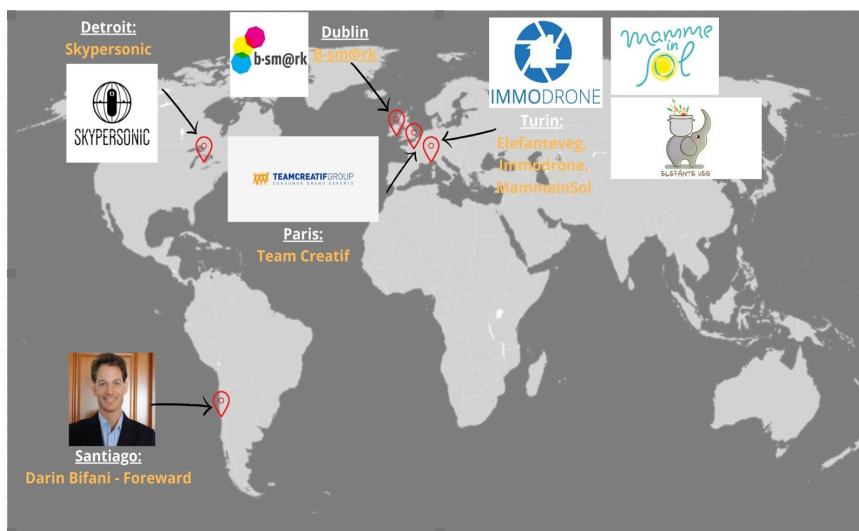 Detroit:
Skypersonic
SKYPERSONIC
b-sm@rk
Dublin
B-sm@rk
IMMODRONE
mamme
in
sol
Turin:
Elefanteveg,
Immodrone,
MammeinSol
ELEFANTE VEG
TEAMCREATIFGROUP
CONSUMER BRAND EXPERTS
Paris:
Team Creatif
Santiago:
Darin Bifani - Foreward